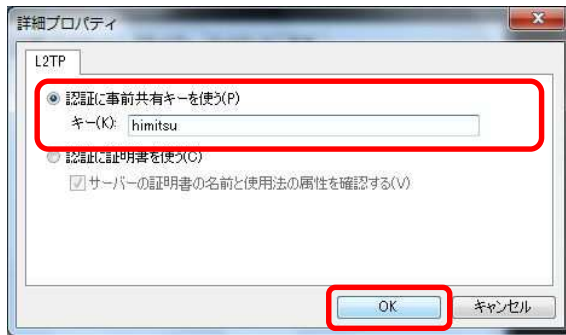 詳細プロパティ
L2TP
認証に事前共有キーを使う(P)
キー(K): himitsu
認証に証明書を使う(C)
サーバーの証明書の名前と使用法の属性を確認する(V)
OK キャンセル